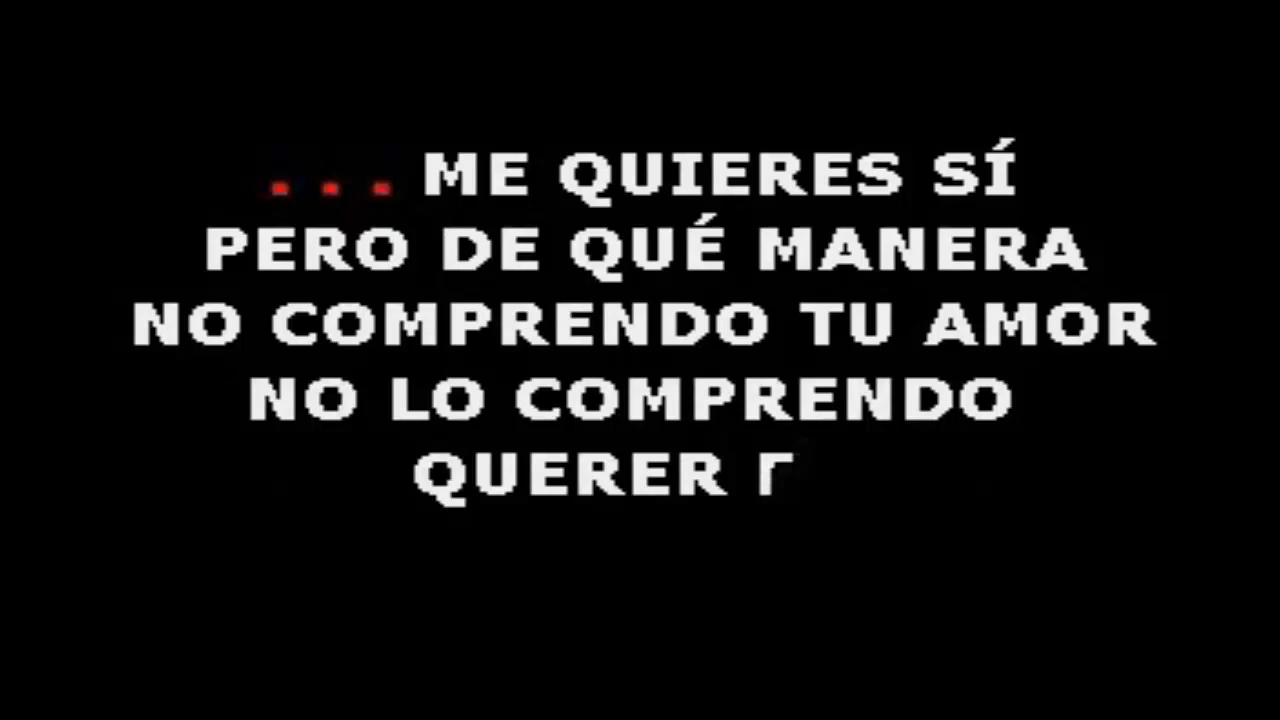 . . . ME QUIERES SÍ
PERO DE QUÉ MANERA
NO COMPRENDO TU AMOR
NO LO COMPRENDO
QUERER